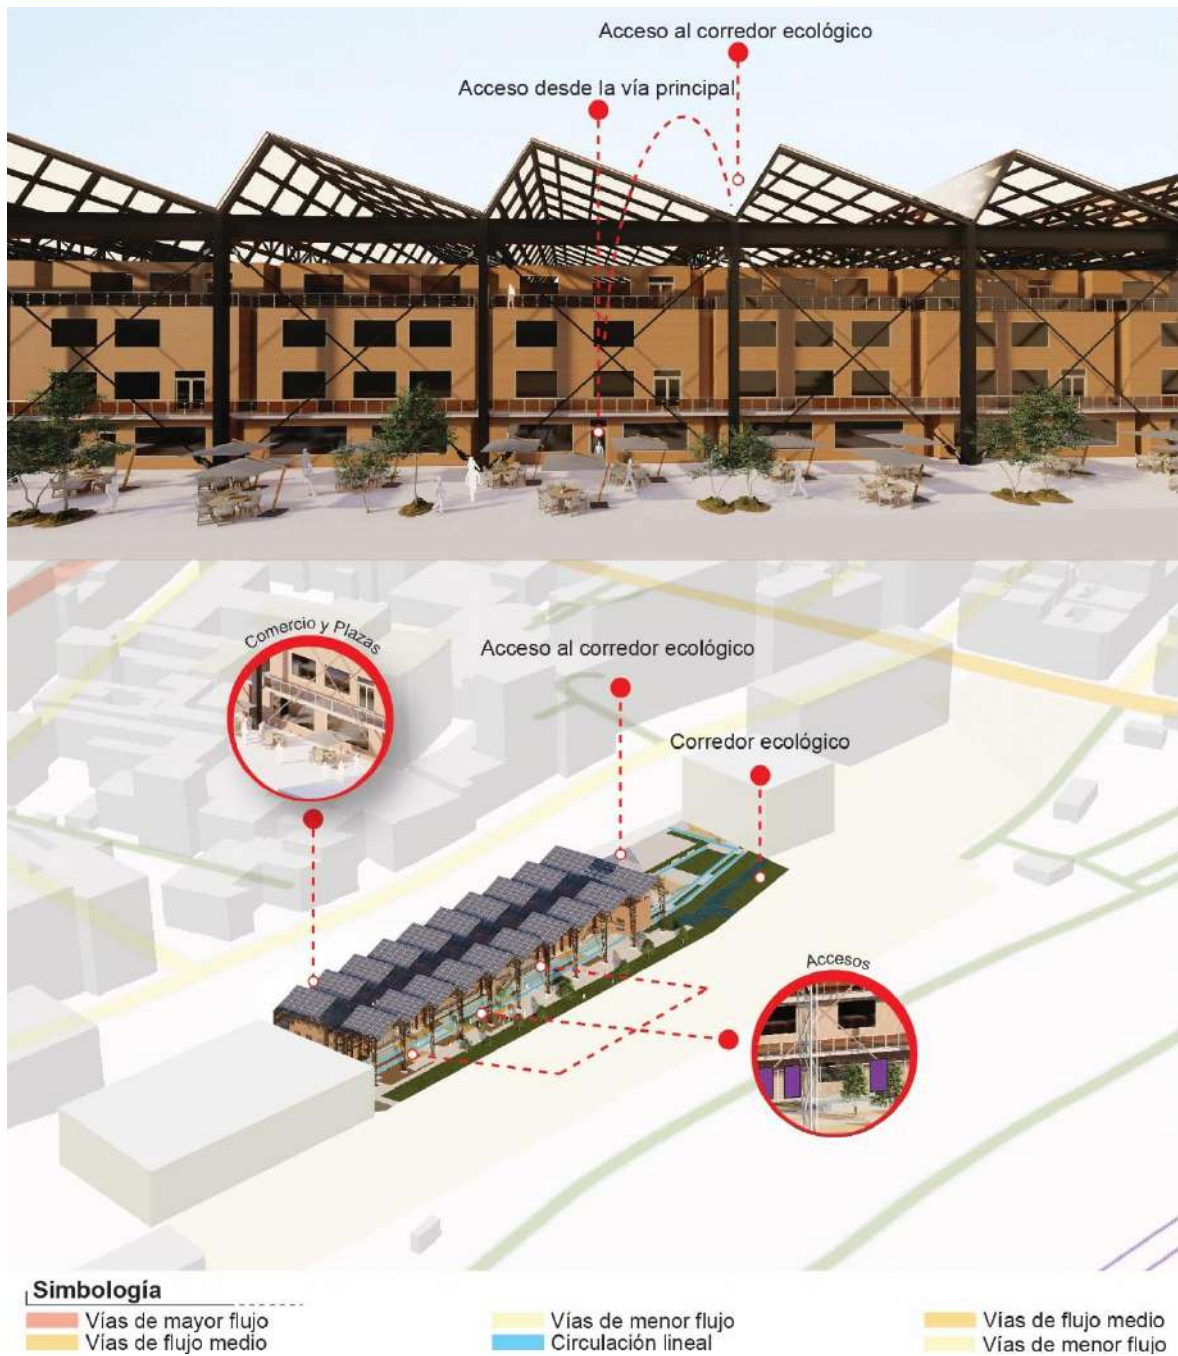 Acceso al corredor ecológico
Acceso desde la vía principal
Comercio y Plazas
Acceso al corredor ecológico
Corredor ecológico
Accesos
Simbología
Vías de mayor flujo
Vías de flujo medio
Vías de menor flujo
Circulación lineal
Vías de flujo medio
Vías de menor flujo